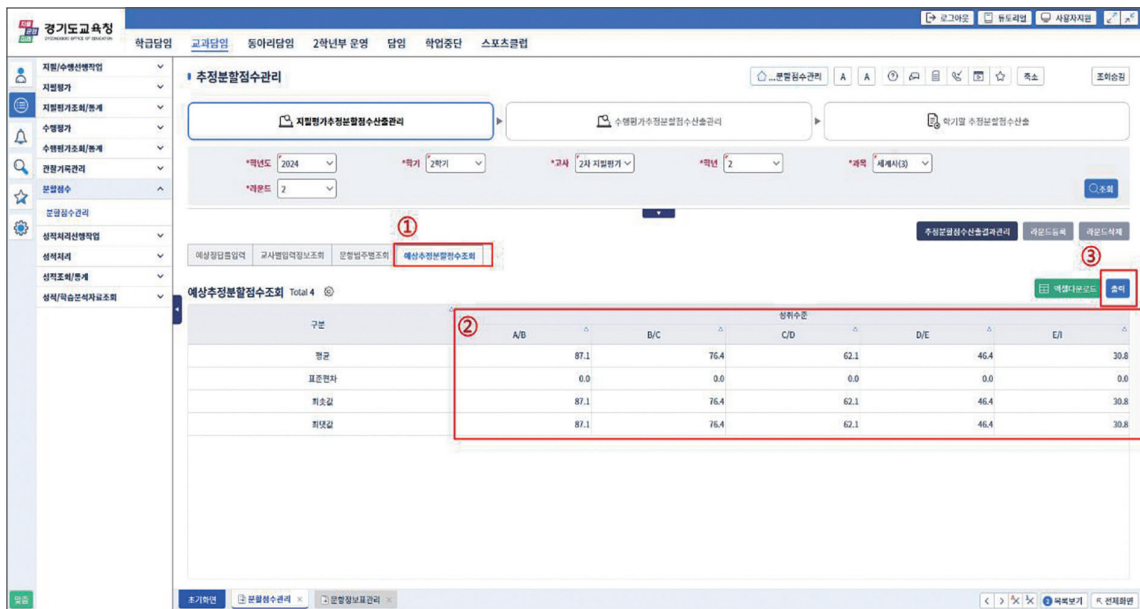 로그아웃 튜토리얼 사용자지원
경기도교육청
학급담임 교과담임 동아리담임 2학년부 운영 담임 학업중단 스포츠클럽
지필/수행선행작업
지필평가
지필평가조회/통계
수행평가
수행평가조회/통계
관찰기록관리
분할점수
분할점수관리
성적처리선행작업
성적처리
성적조회/통계
성취/학습분석자료조회
맞춤
추정분할점수관리
...분할점수관리 A A 축소 조회숨김
지필평가추정분할점수산출관리 수행평가추정분할점수산출관리 학기말 추정분할점수산출
*학년도 2024 *학기 2학기 *고사 2차 지필평가 *학년 2 *과목 세계사(3)
*라운드 2 조회
①
추정분할점수산출결과관리 라운드등록 라운드삭제
예상정답률입력 교사별입력정보조회 문항범주별조회 예상추정분할점수조회
③
예상추정분할점수조회 Total 4 엑셀다운로드 출력
②
구분 성취수준
A/B B/C C/D D/E E/I
평균 87.1 76.4 62.1 46.4 30.8
표준편차 0.0 0.0 0.0 0.0 0.0
최솟값 87.1 76.4 62.1 46.4 30.8
최댓값 87.1 76.4 62.1 46.4 30.8
초기화면 분할점수관리 × 문항정보표관리 × 목록보기 전체화면